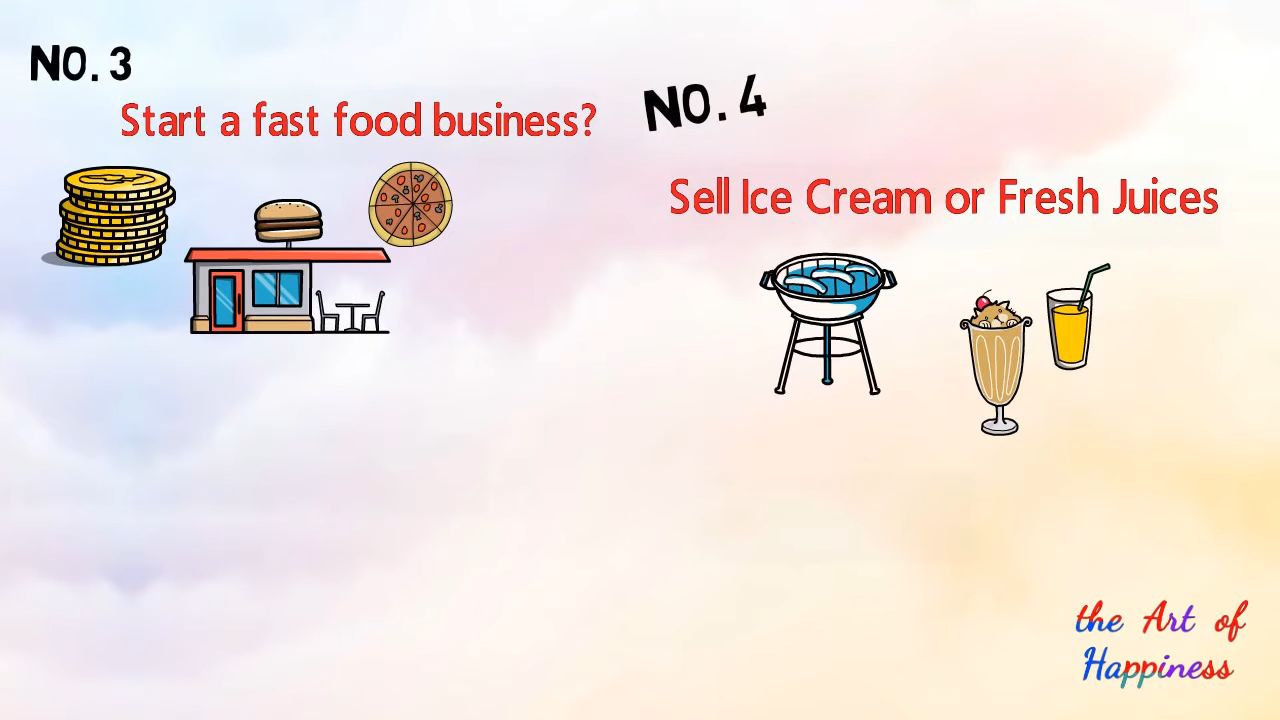 NO. 3
Start a fast food business?
NO. 4
Sell Ice Cream or Fresh Juices
the Art of
Happiness